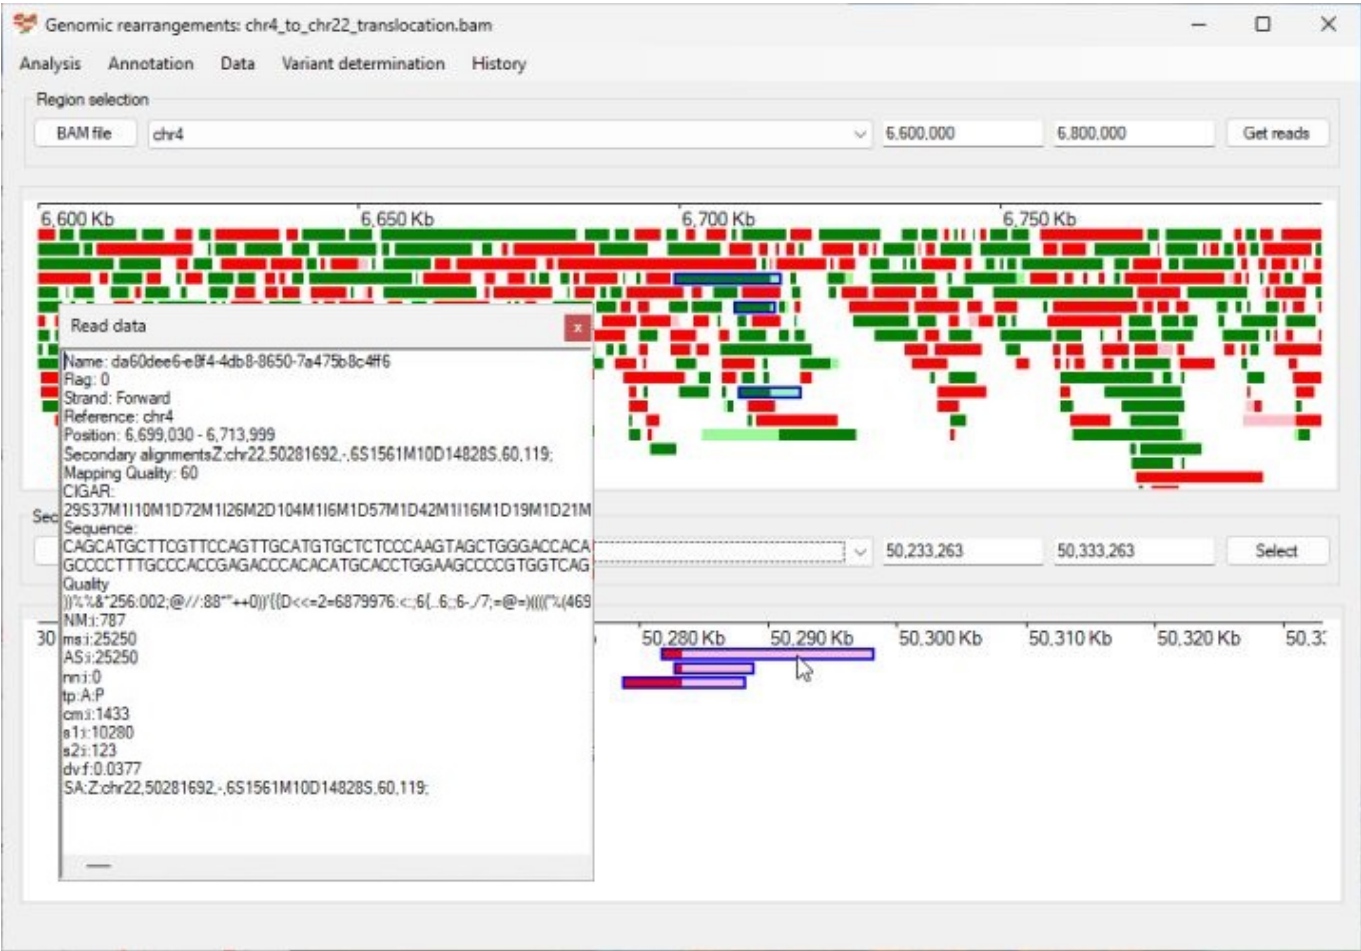 Genomic rearrangements: chr4_to_chr22_translocation.bam
Analysis Annotation Data Variant determination History
Region selection
BAM file chr4 6,600,000 6,800,000 Get reads
6,600 Kb 6,650 Kb 6,700 Kb 6,750 Kb
Read data
x
Name: da60dee6-e8f4-4db8-8650-7a475b8c4ff6
Flag: 0
Strand: Forward
Reference: chr4
Position: 6,699,030 - 6,713,999
Secondary alignmentsZ:chr22,50281692,-,6S1561M10D14828S,60,119;
Mapping Quality: 60
CIGAR:
29S37M1I10M1D72M1I26M2D104M1I6M1D57M1D42M1I16M1D19M1D21M
Sequence:
CAGCATGCTTCGTTCCAGTTGCATGTGCTCTCCCAAGTAGCTGGGACCACA
GCCCCTTTGCCCACCGAGACCCACACATGCACCTGGAAGCCCCGTGGTCAG
Quality
NM:i:787
ms:i:25250
AS:i:25250
nn:i:0
tp:A:P
cm:i:1433
s1:i:10280
s2:i:123
dv:f:0.0377
SA:Z:chr22,50281692,-,6S1561M10D14828S,60,119;
Sec
50,233,263 50,333,263 Select
30 50,280 Kb 50,290 Kb 50,300 Kb 50,310 Kb 50,320 Kb 50,33